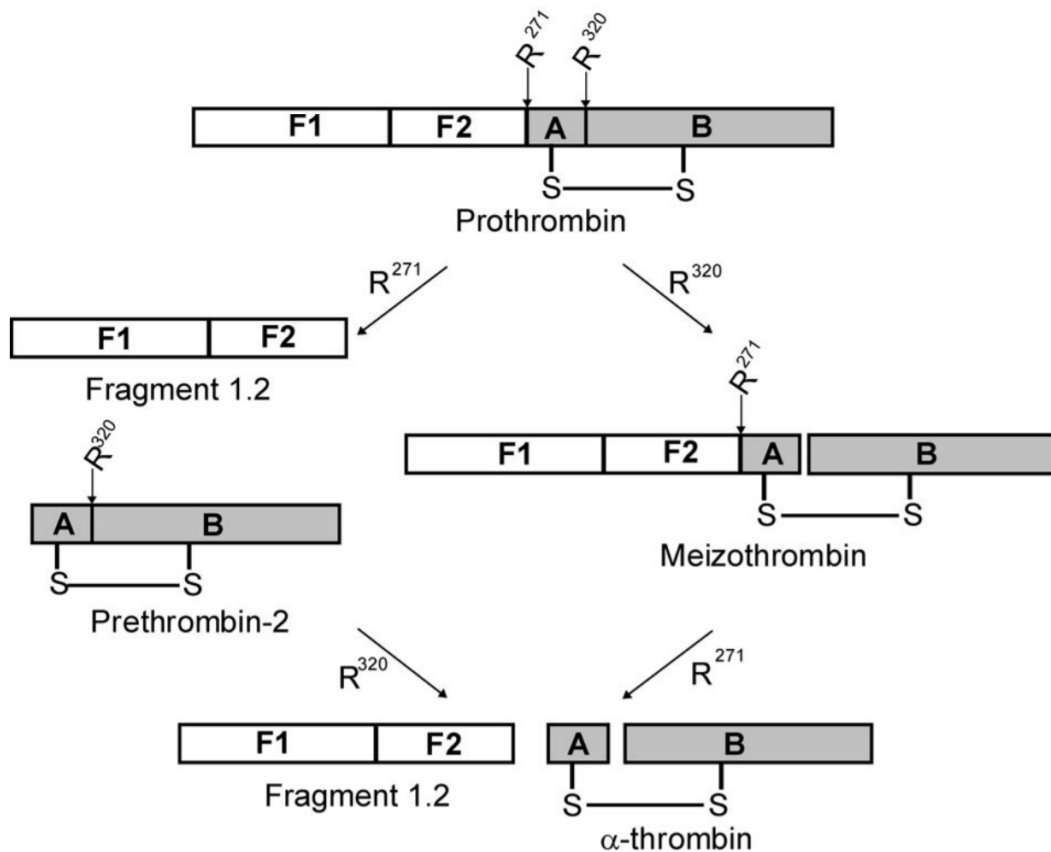 R²⁷¹ R³²⁰
F1 F2 A B
S S
Prothrombin
R²⁷¹ R³²⁰
F1 F2
Fragment 1.2
R²⁷¹
F1 F2 A B
S S
Meizothrombin
R³²⁰
A B
S S
Prethrombin-2
R³²⁰ R²⁷¹
F1 F2 A B
Fragment 1.2
S S
α-thrombin